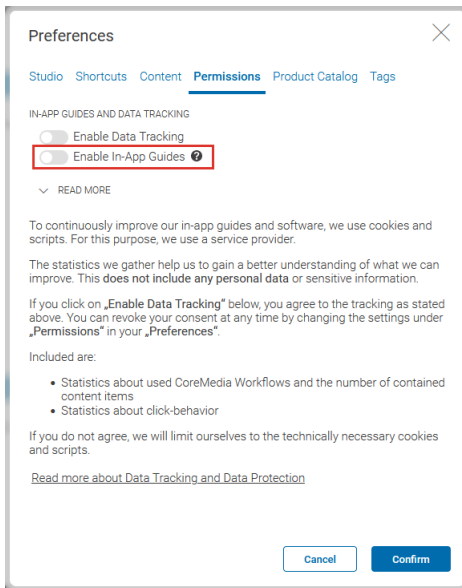 Preferences
Studio Shortcuts Content Permissions Product Catalog Tags
IN-APP GUIDES AND DATA TRACKING
Enable Data Tracking
Enable In-App Guides ?
READ MORE
To continuously improve our in-app guides and software, we use cookies and
scripts. For this purpose, we use a service provider.
The statistics we gather help us to gain a better understanding of what we can
improve. This does not include any personal data or sensitive information.
If you click on „Enable Data Tracking“ below, you agree to the tracking as stated
above. You can revoke your consent at any time by changing the settings under
„Permissions“ in your „Preferences“.
Included are:
• Statistics about used CoreMedia Workflows and the number of contained
content items
• Statistics about click-behavior
If you do not agree, we will limit ourselves to the technically necessary cookies
and scripts.
Read more about Data Tracking and Data Protection
Cancel Confirm